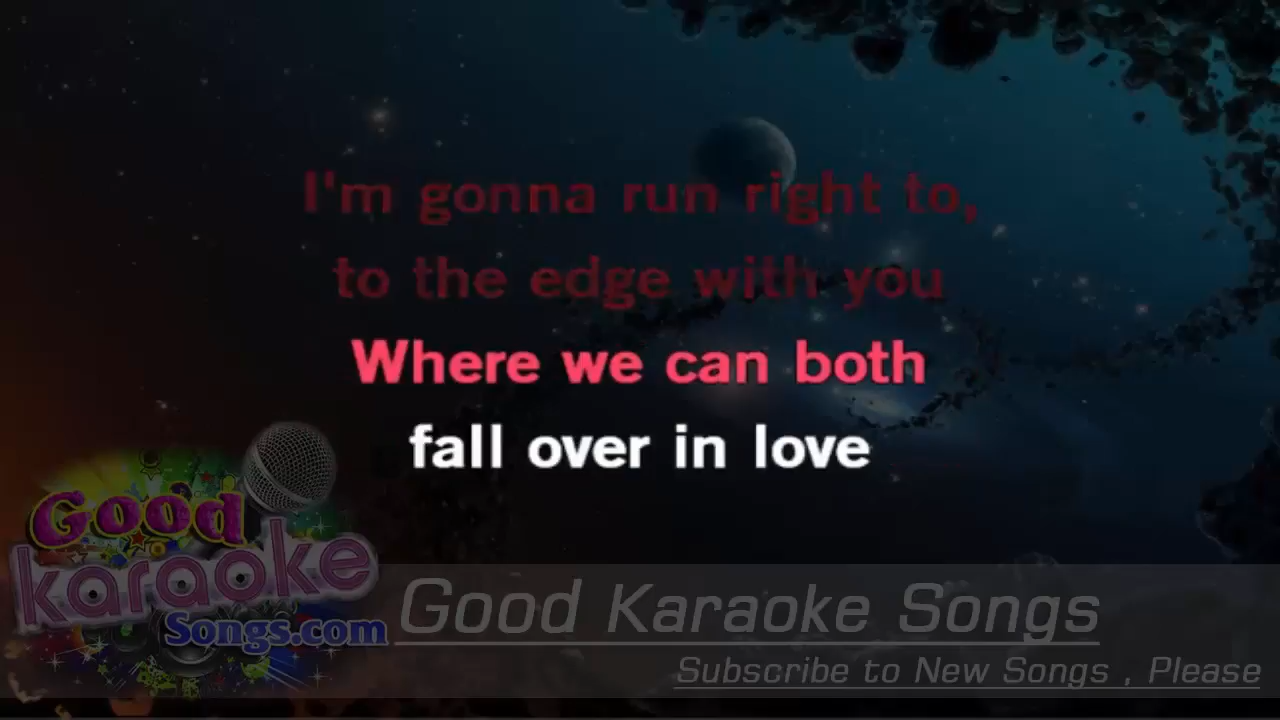 I'm gonna run right to,
to the edge with you
Where we can both
fall over in love
Good
karaoke
Songs.com
Good Karaoke Songs
Subscribe to New Songs , Please